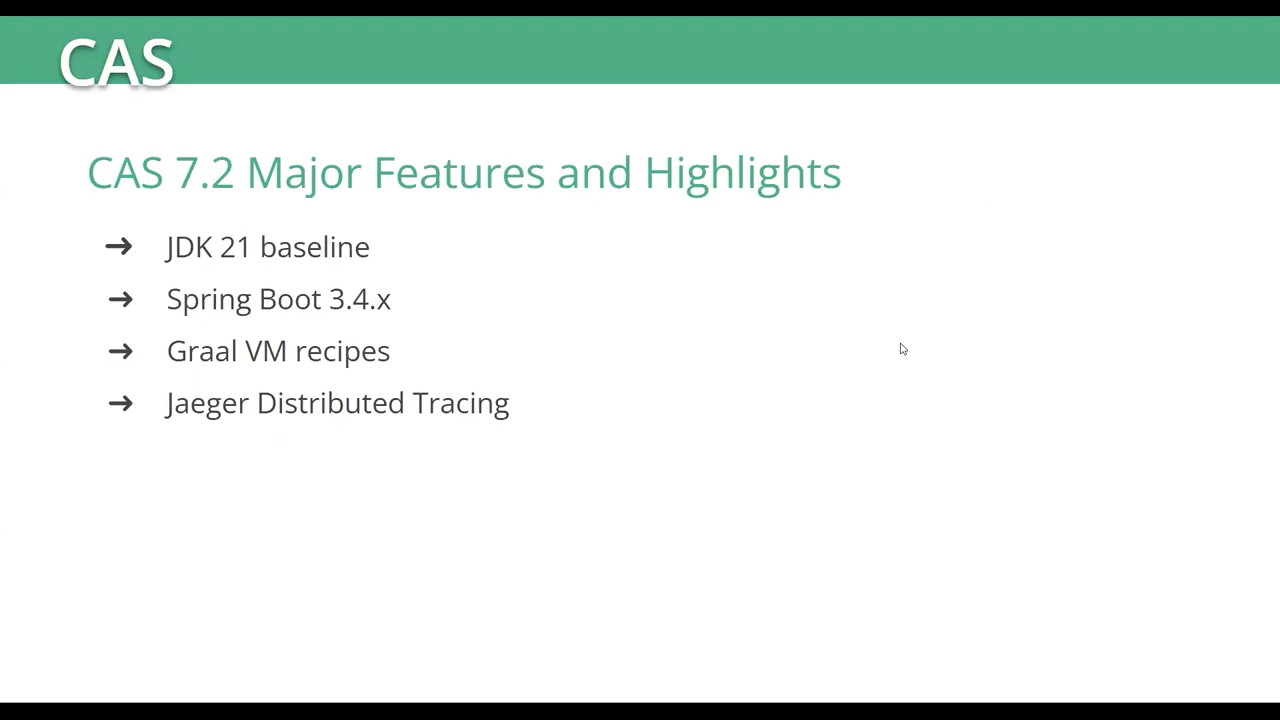 CAS
CAS 7.2 Major Features and Highlights
➔ JDK 21 baseline
➔ Spring Boot 3.4.x
➔ Graal VM recipes
➔ Jaeger Distributed Tracing